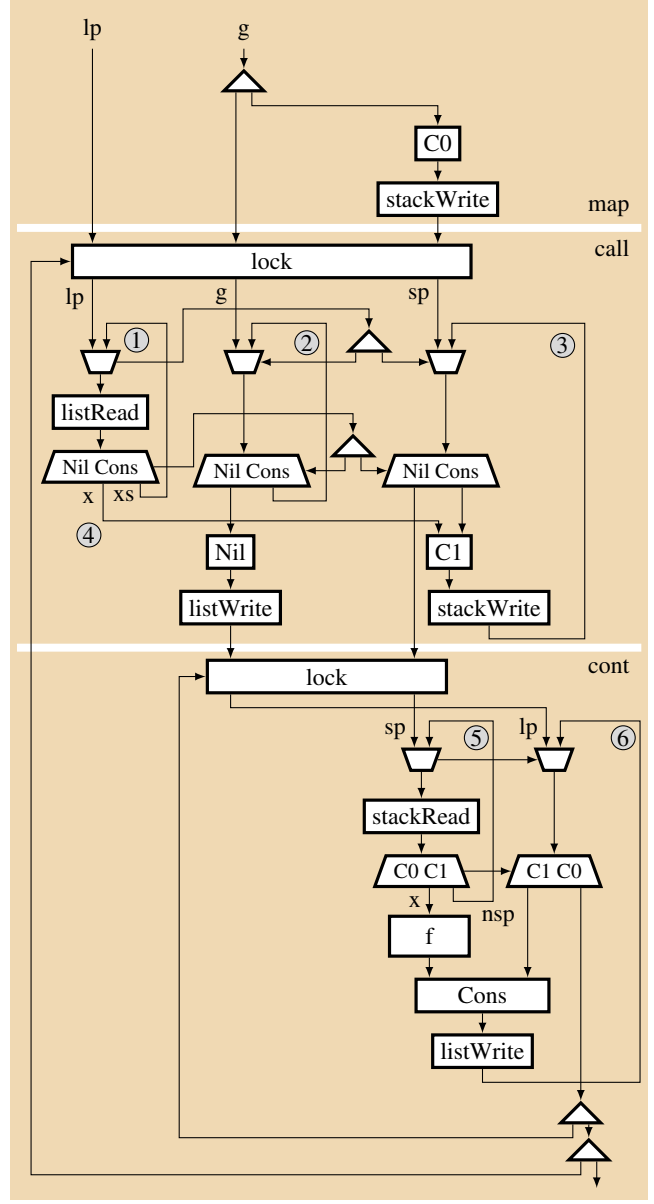 lp g
C0
stackWrite
map
call
lock
lp g sp
1 2 3
listRead
Nil Cons Nil Cons Nil Cons
x xs
4
Nil C1
listWrite stackWrite
cont
lock
sp lp
5 6
stackRead
C0 C1 C1 C0
x nsp
f
Cons
listWrite